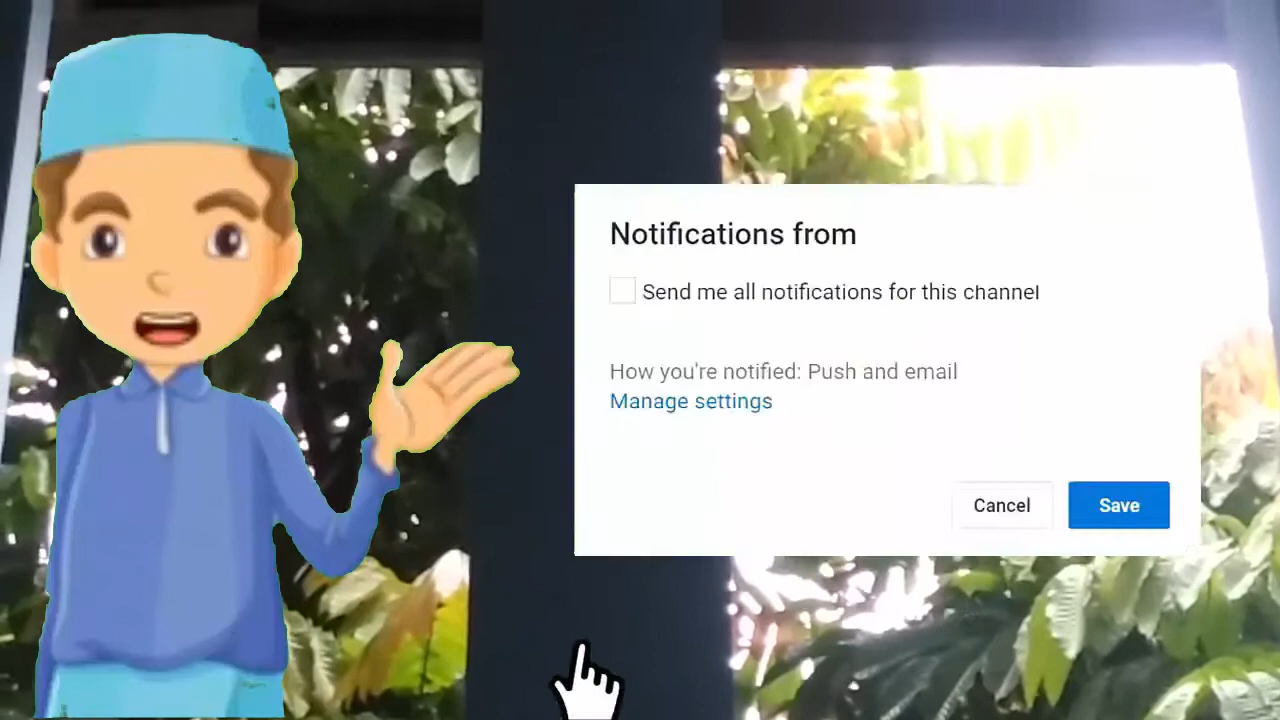 Notifications from
Send me all notifications for this channel
How you're notified: Push and email
Manage settings
Cancel
Save